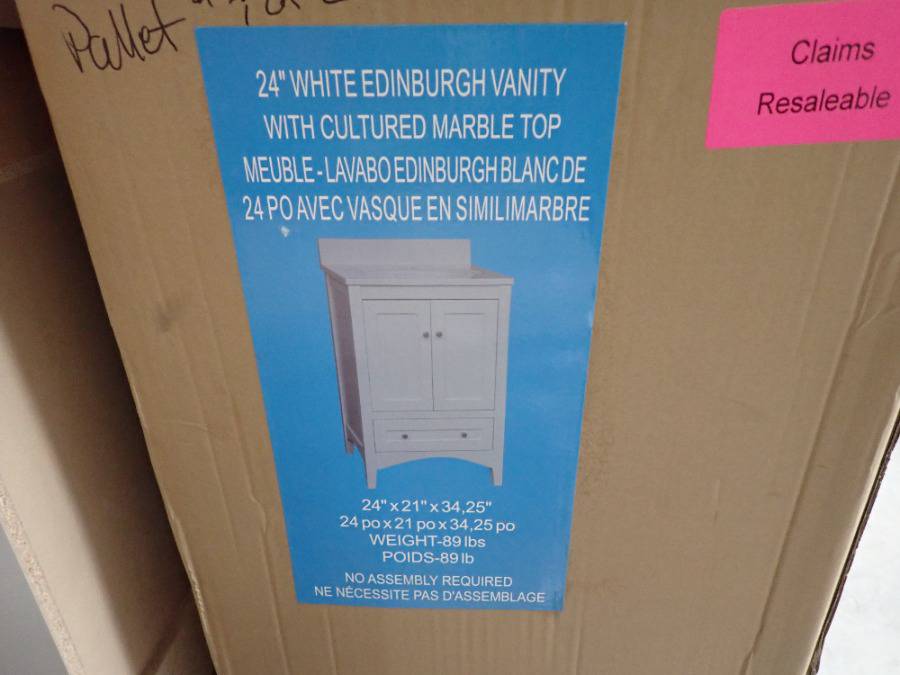 Pallet
24" WHITE EDINBURGH VANITY
WITH CULTURED MARBLE TOP
MEUBLE - LAVABO EDINBURGH BLANC DE
24 PO AVEC VASQUE EN SIMILIMARBRE
24" x 21" x 34,25"
24 po x 21 po x 34,25 po
WEIGHT-89 lbs
POIDS-89 lb
NO ASSEMBLY REQUIRED
NE NÉCESSITE PAS D'ASSEMBLAGE
Claims
Resaleable